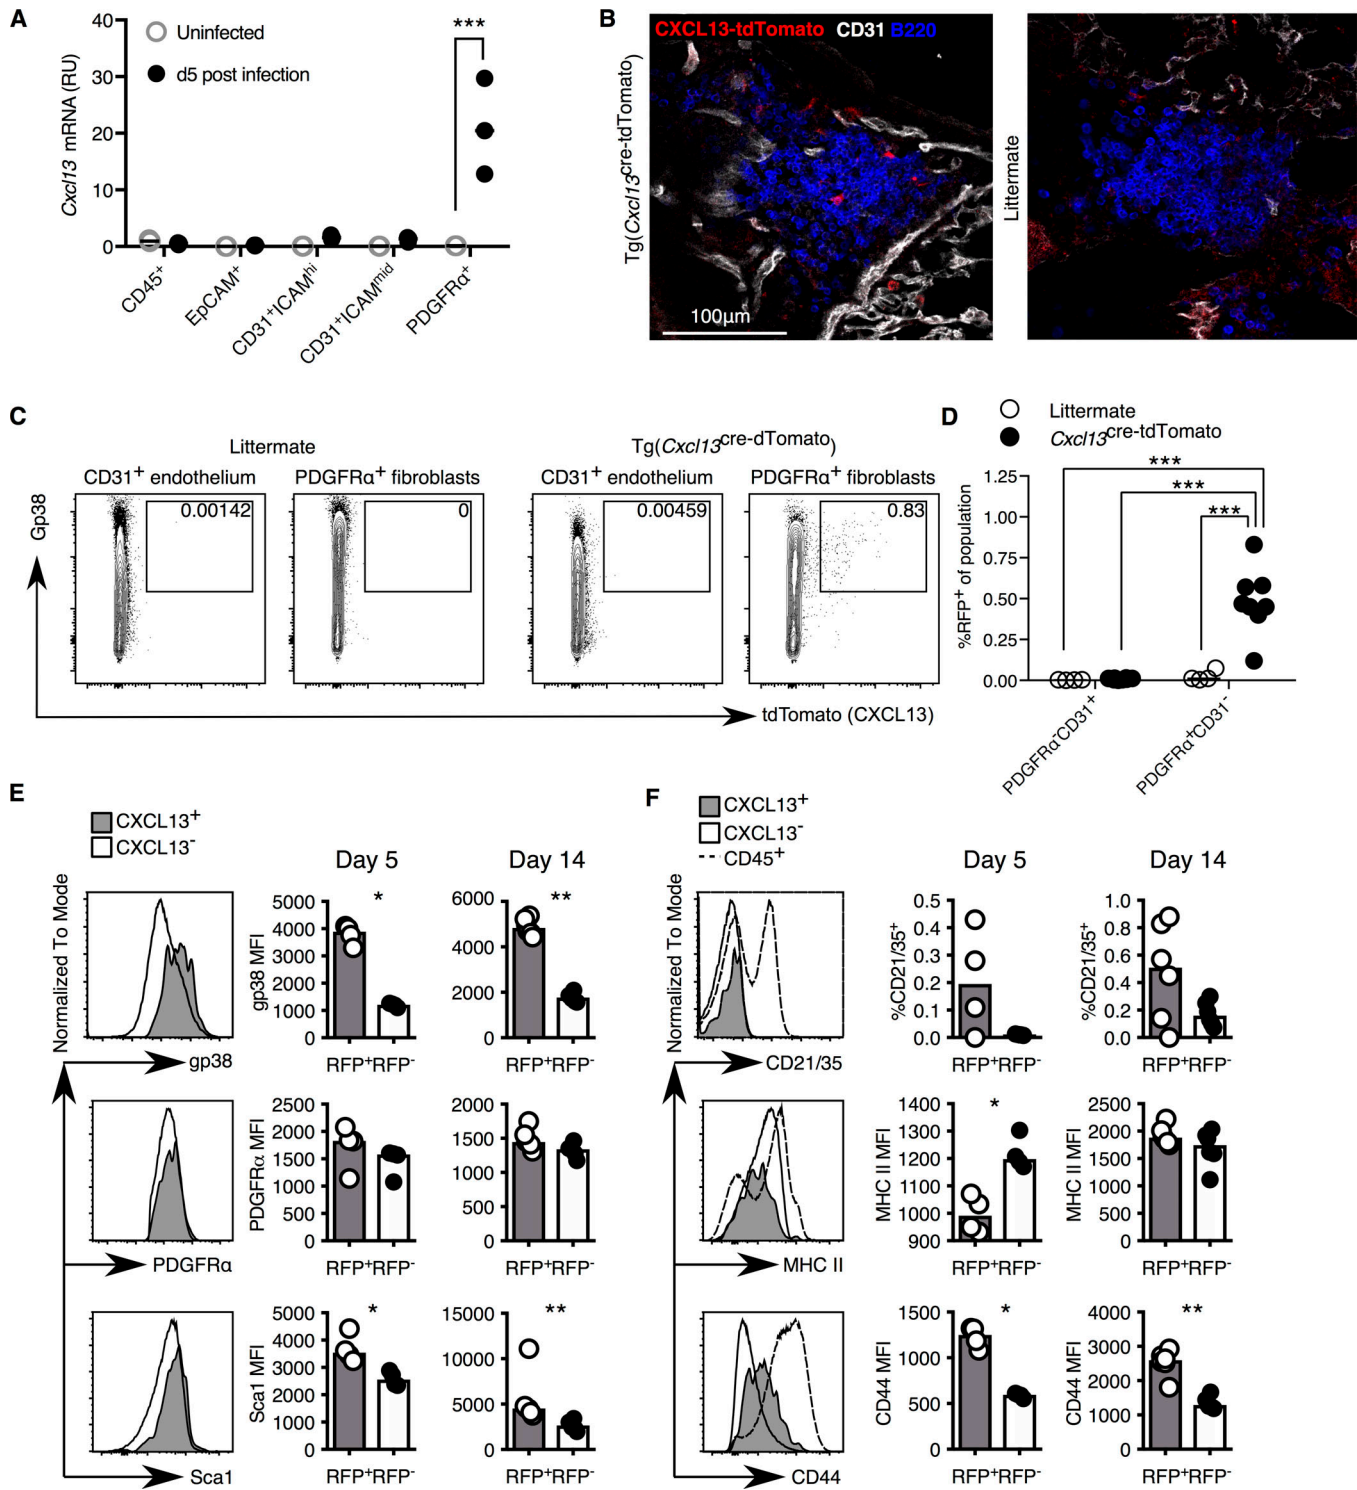 A
Uninfected
d5 post infection
***
Cxcl13 mRNA (RU)
40
30
20
10
0
CD45⁺
EpCAM⁺
CD31⁺ICAMʰⁱ
CD31⁺ICAMᵐⁱᵈ
PDGFRα⁺
B
CXCL13-tdTomato CD31 B220
Tg(Cxcl13cre-tdTomato)
100μm
Littermate
C
Littermate
Tg(Cxcl13cre-dTomato)
CD31⁺ endothelium
PDGFRα⁺ fibroblasts
CD31⁺ endothelium
PDGFRα⁺ fibroblasts
0.00142
0
0.00459
0.83
Gp38
tdTomato (CXCL13)
D
Littermate
Cxcl13cre-tdTomato
***
***
***
%RFP⁺ of population
1.25
1.00
0.75
0.50
0.25
0.00
PDGFRα⁻CD31⁺
PDGFRα⁺CD31⁻
E
CXCL13⁺
CXCL13⁻
Day 5
Day 14
Normalized To Mode
gp38
gp38 MFI
5000
4000
3000
2000
1000
0
*
RFP⁺RFP⁻
6000
4000
2000
0
**
RFP⁺RFP⁻
PDGFRα
PDGFRα MFI
2500
2000
1500
1000
500
0
RFP⁺RFP⁻
2000
1500
1000
500
0
RFP⁺RFP⁻
Sca1
Sca1 MFI
5000
4000
3000
2000
1000
0
*
RFP⁺RFP⁻
15000
10000
5000
0
**
RFP⁺RFP⁻
F
CXCL13⁺
CXCL13⁻
CD45⁺
Day 5
Day 14
Normalized To Mode
CD21/35
%CD21/35⁺
0.5
0.4
0.3
0.2
0.1
0.0
RFP⁺RFP⁻
%CD21/35⁺
1.0
0.8
0.6
0.4
0.2
0.0
RFP⁺RFP⁻
MHC II
MHC II MFI
1400
1300
1200
1100
1000
900
*
RFP⁺RFP⁻
MHC II MFI
2500
2000
1500
1000
500
0
RFP⁺RFP⁻
CD44
CD44 MFI
1500
1000
500
0
*
RFP⁺RFP⁻
CD44 MFI
4000
3000
2000
1000
0
**
RFP⁺RFP⁻